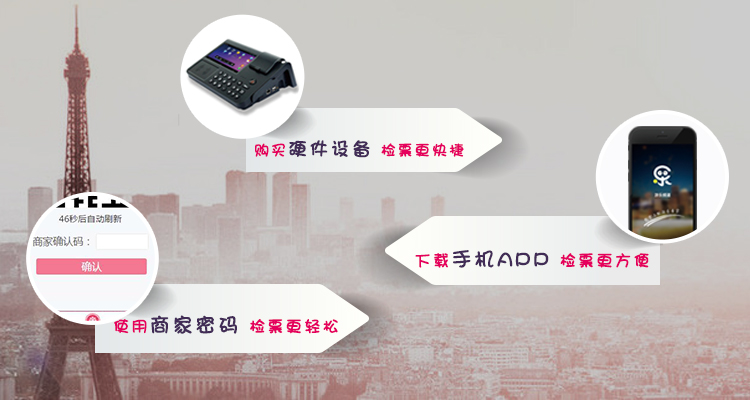 购买硬件设备 检票更快捷
下载手机APP 检票更方便
46秒后自动刷新
商家确认码：
确认
使用商家密码 检票更轻松